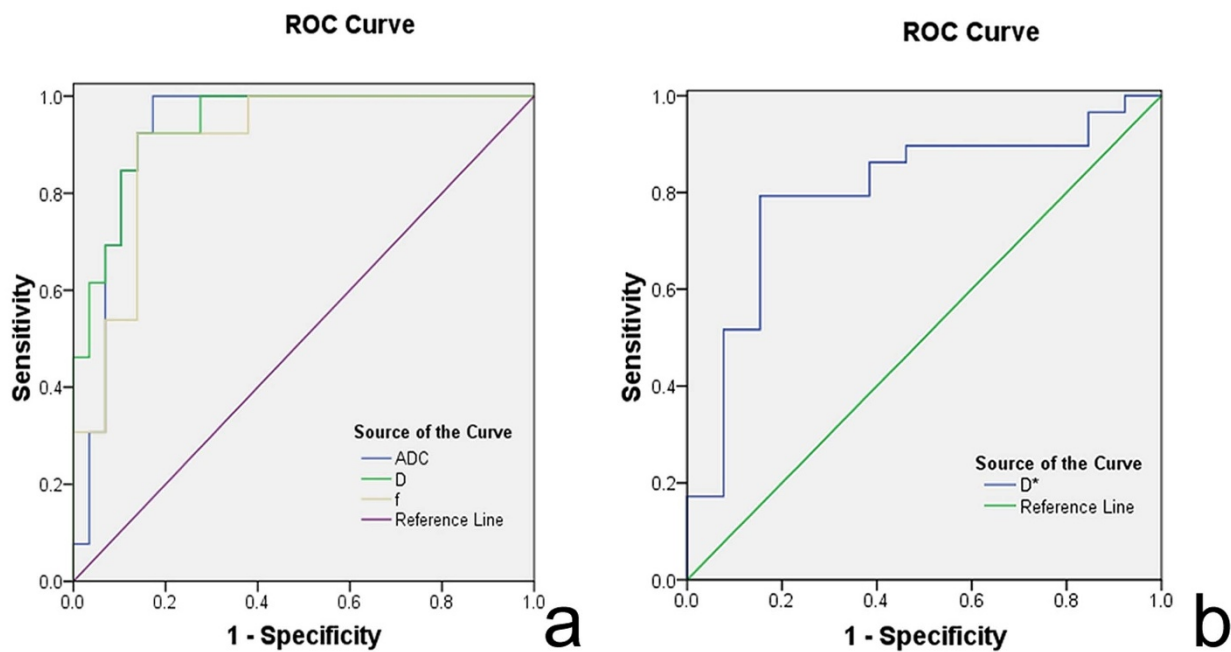 ROC Curve
1.0
0.8
0.6
0.4
0.2
0.0
Sensitivity
0.0 0.2 0.4 0.6 0.8 1.0
1 - Specificity
Source of the Curve
ADC
D
f
Reference Line
a
ROC Curve
1.0
0.8
0.6
0.4
0.2
0.0
Sensitivity
0.0 0.2 0.4 0.6 0.8 1.0
1 - Specificity
Source of the Curve
D*
Reference Line
b